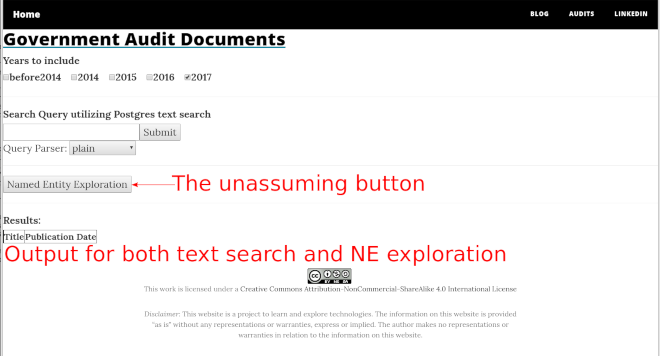 Home BLOG AUDITS LINKEDIN
Government Audit Documents
Years to include
before2014 2014 2015 2016 2017
Search Query utilizing Postgres text search
Submit
Query Parser: plain
Named Entity Exploration The unassuming button
Results:
Title Publication Date
Output for both text search and NE exploration
CC BY NC SA
This work is licensed under a Creative Commons Attribution-NonCommercial-ShareAlike 4.0 International License
Disclaimer: This website is a project to learn and explore technologies. The information on this website is provided
"as is" without any representations or warranties, express or implied. The author makes no representations or
warranties in relation to the information on this website.